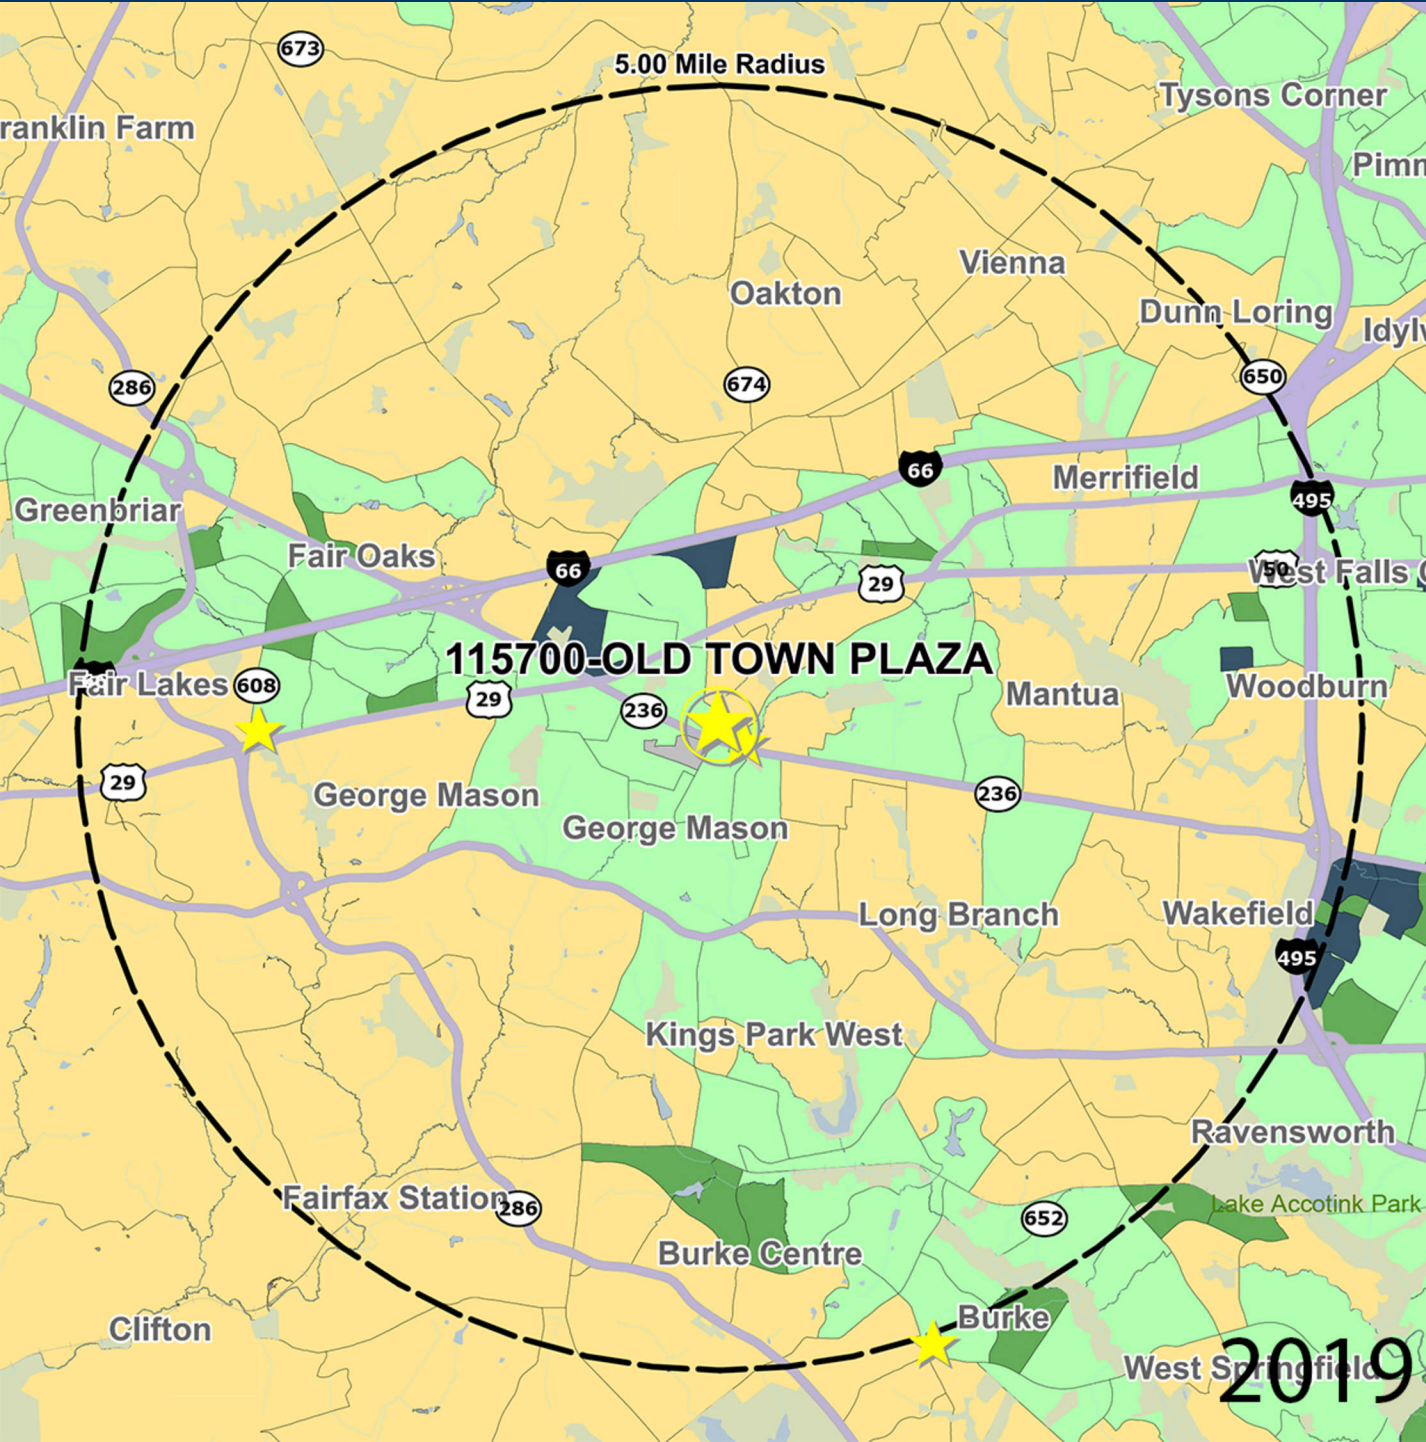 673
5.00 Mile Radius
Tysons Corner
ranklin Farm
Pimn
Vienna
Oakton
Dunn Loring
Idylw
286
674
650
66
Merrifield
495
Greenbriar
Fair Oaks
66
29
50
West Falls C
115700-OLD TOWN PLAZA
Fair Lakes
608
29
236
Mantua
Woodburn
29
George Mason
236
George Mason
Long Branch
Wakefield
495
Kings Park West
Ravensworth
Fairfax Station
286
652
Lake Accotink Park
Burke Centre
Clifton
Burke
West Springfield
2019